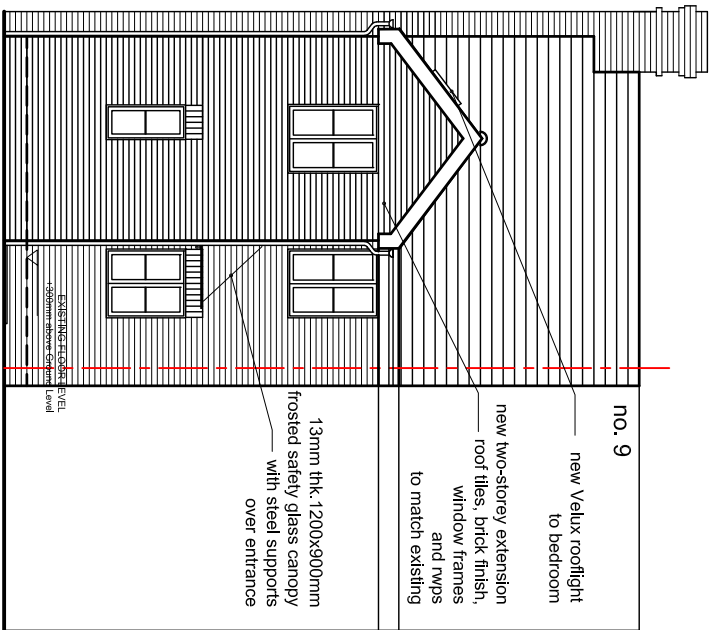 no. 9
new Velux rooflight
to bedroom
new two-storey extension
roof tiles, brick finish,
window frames
and rwps
to match existing
13mm thk.1200x900mm
frosted safety glass canopy
with steel supports
over entrance
EXISTING FLOOR LEVEL
+300mm above Ground Level